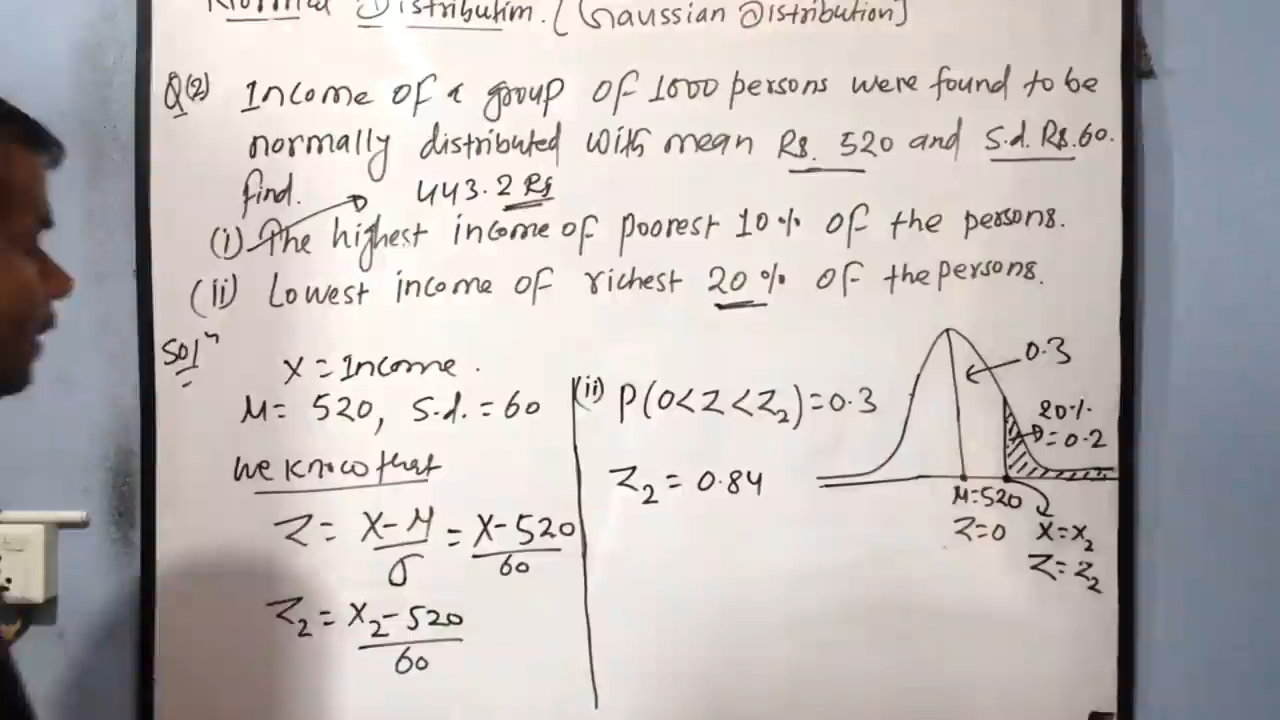 Normal Distribution. (Gaussian Distribution)
Q(2) Income of a group of 1000 persons were found to be
normally distributed with mean Rs. 520 and S.d. Rs. 60.
find. 443.2 Rs
(i) The highest income of poorest 10% of the persons.
(ii) Lowest income of richest 20% of the persons.
Solⁿ
X = Income.
M = 520, S.d. = 60
we know that
Z = X-M/σ = X-520/60
Z₂ = X₂-520/60
(ii) P(0<Z<Z₂) = 0.3
Z₂ = 0.84
0.3
20%
= 0.2
M=520
Z=0
X=X₂
Z=Z₂